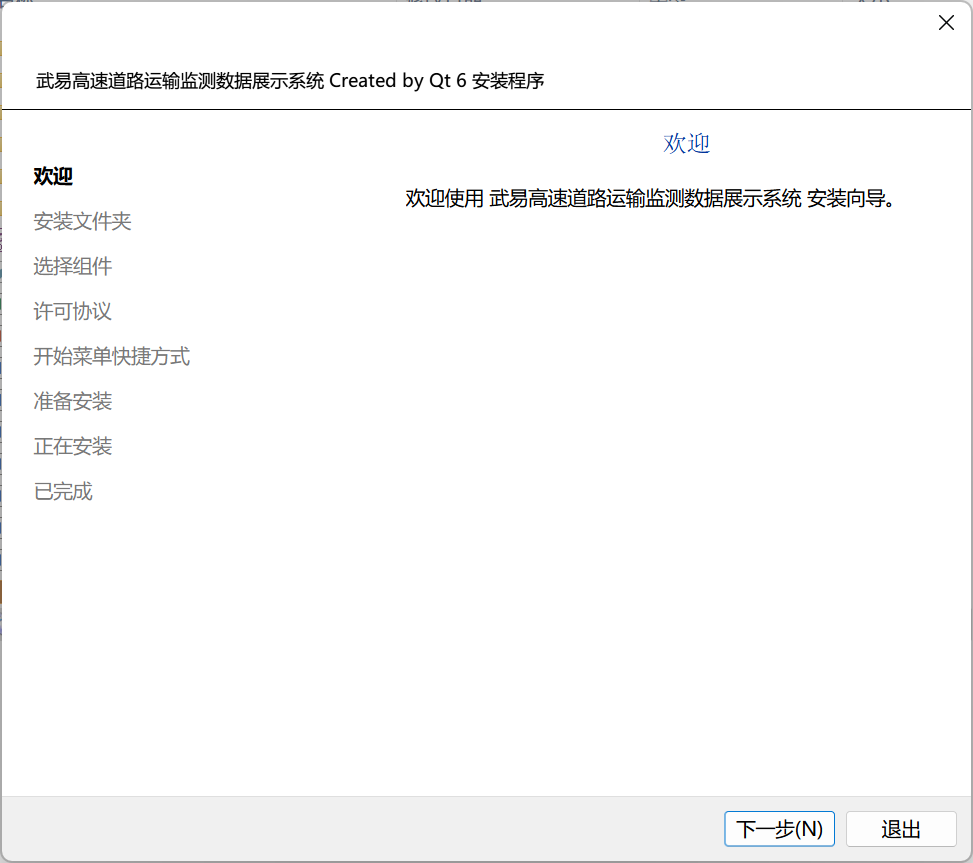 武易高速道路运输监测数据展示系统 Created by Qt 6 安装程序
欢迎
欢迎使用 武易高速道路运输监测数据展示系统 安装向导。
欢迎
安装文件夹
选择组件
许可协议
开始菜单快捷方式
准备安装
正在安装
已完成
下一步(N)
退出